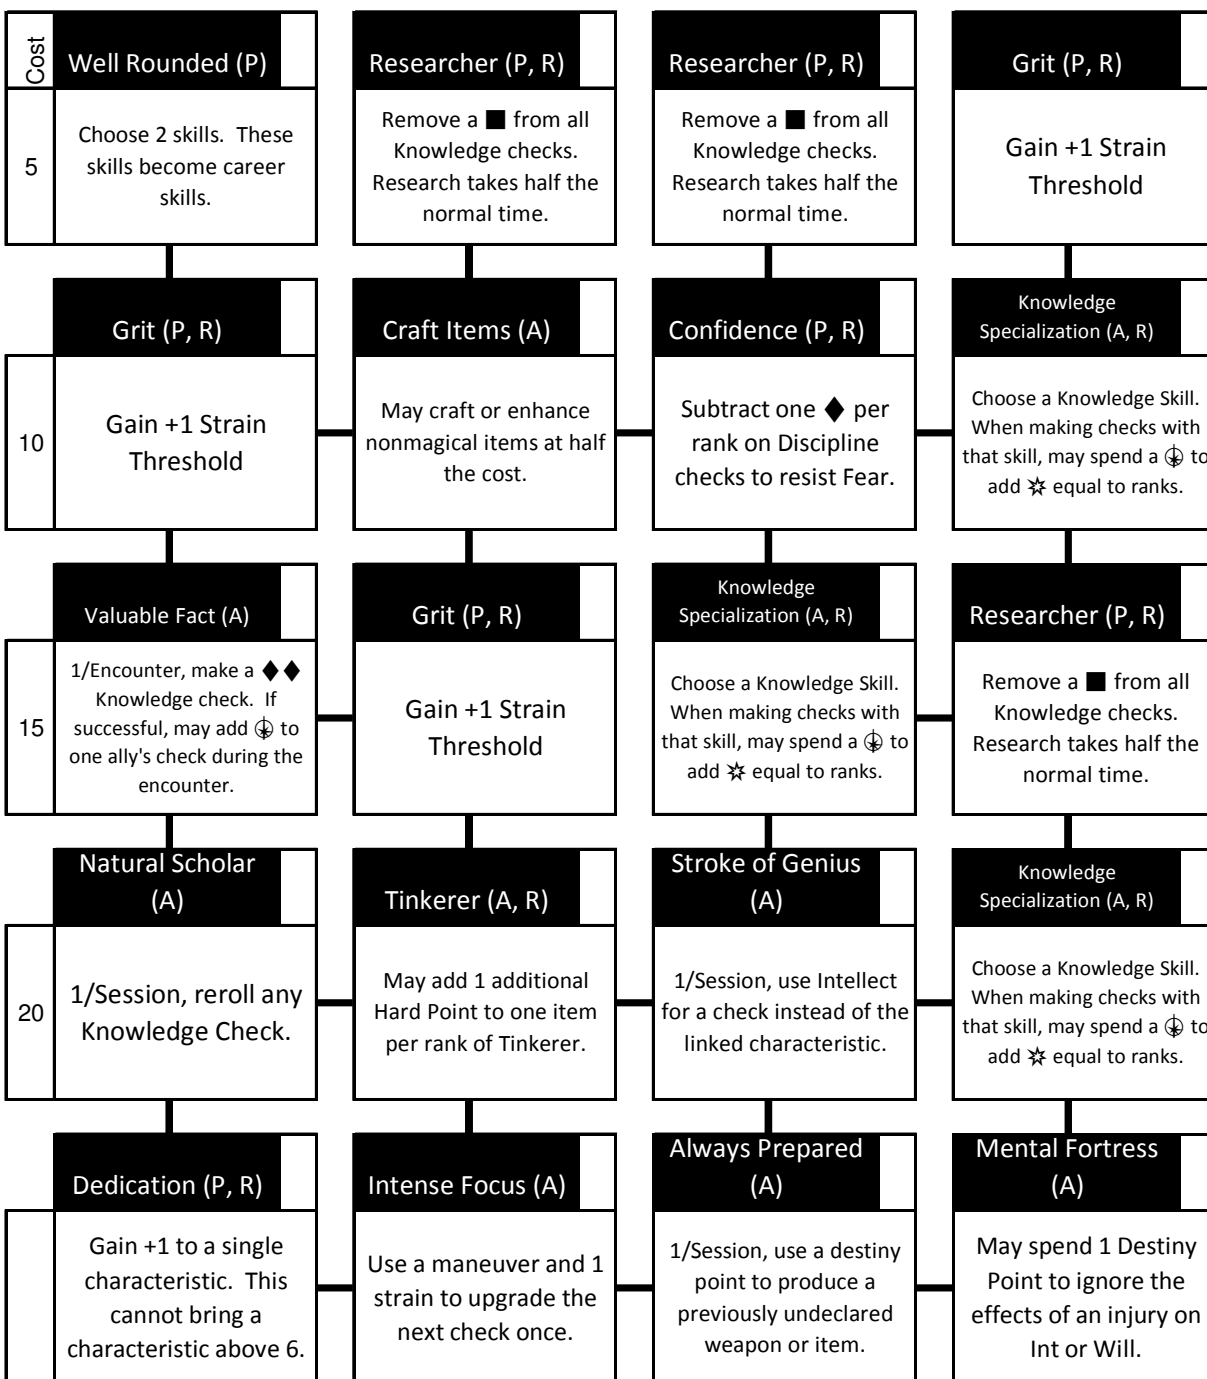 Cost
Well Rounded (P)
Researcher (P, R)
Researcher (P, R)
Grit (P, R)
5
Choose 2 skills. These
skills become career
skills.
Remove a ■ from all
Knowledge checks.
Research takes half the
normal time.
Remove a ■ from all
Knowledge checks.
Research takes half the
normal time.
Gain +1 Strain
Threshold
Grit (P, R)
Craft Items (A)
Confidence (P, R)
Knowledge
Specialization (A, R)
10
Gain +1 Strain
Threshold
May craft or enhance
nonmagical items at half
the cost.
Subtract one ♦ per
rank on Discipline
checks to resist Fear.
Choose a Knowledge Skill.
When making checks with
that skill, may spend a to
add equal to ranks.
Valuable Fact (A)
Grit (P, R)
Knowledge
Specialization (A, R)
Researcher (P, R)
15
1/Encounter, make a ♦♦
Knowledge check. If
successful, may add to
one ally's check during the
encounter.
Gain +1 Strain
Threshold
Choose a Knowledge Skill.
When making checks with
that skill, may spend a to
add equal to ranks.
Remove a ■ from all
Knowledge checks.
Research takes half the
normal time.
Natural Scholar
(A)
Tinkerer (A, R)
Stroke of Genius
(A)
Knowledge
Specialization (A, R)
20
1/Session, reroll any
Knowledge Check.
May add 1 additional
Hard Point to one item
per rank of Tinkerer.
1/Session, use Intellect
for a check instead of the
linked characteristic.
Choose a Knowledge Skill.
When making checks with
that skill, may spend a to
add equal to ranks.
Dedication (P, R)
Intense Focus (A)
Always Prepared
(A)
Mental Fortress
(A)
Gain +1 to a single
characteristic. This
cannot bring a
characteristic above 6.
Use a maneuver and 1
strain to upgrade the
next check once.
1/Session, use a destiny
point to produce a
previously undeclared
weapon or item.
May spend 1 Destiny
Point to ignore the
effects of an injury on
Int or Will.